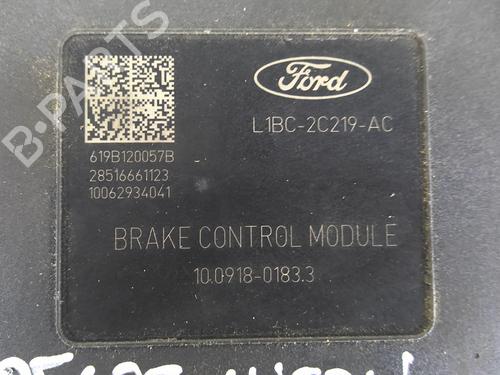 B-PARTS
Ford
L1BC-2C219-AC
619B120057B
28516661123
10062934041
BRAKE CONTROL MODULE
10.0918-0183.3